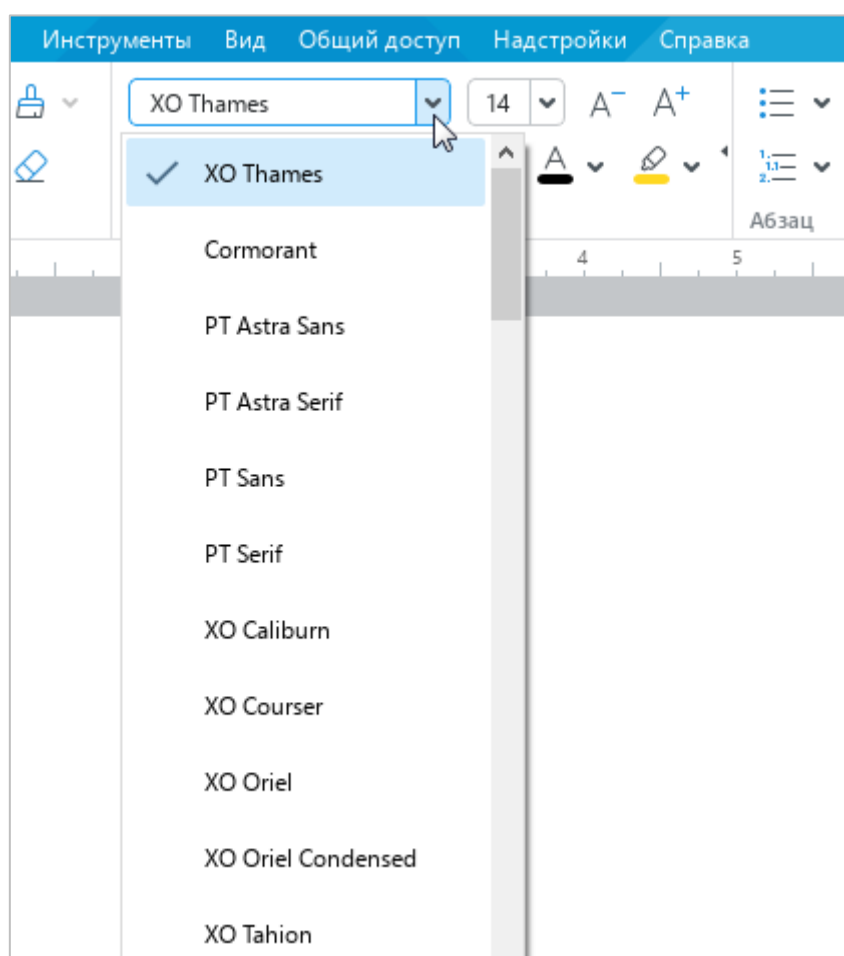 Инструменты Вид Общий доступ Надстройки Справка
XO Thames 14 A− A+
XO Thames A
Cormorant
Абзац
4 5
PT Astra Sans
PT Astra Serif
PT Sans
PT Serif
XO Caliburn
XO Courser
XO Oriel
XO Oriel Condensed
XO Tahion